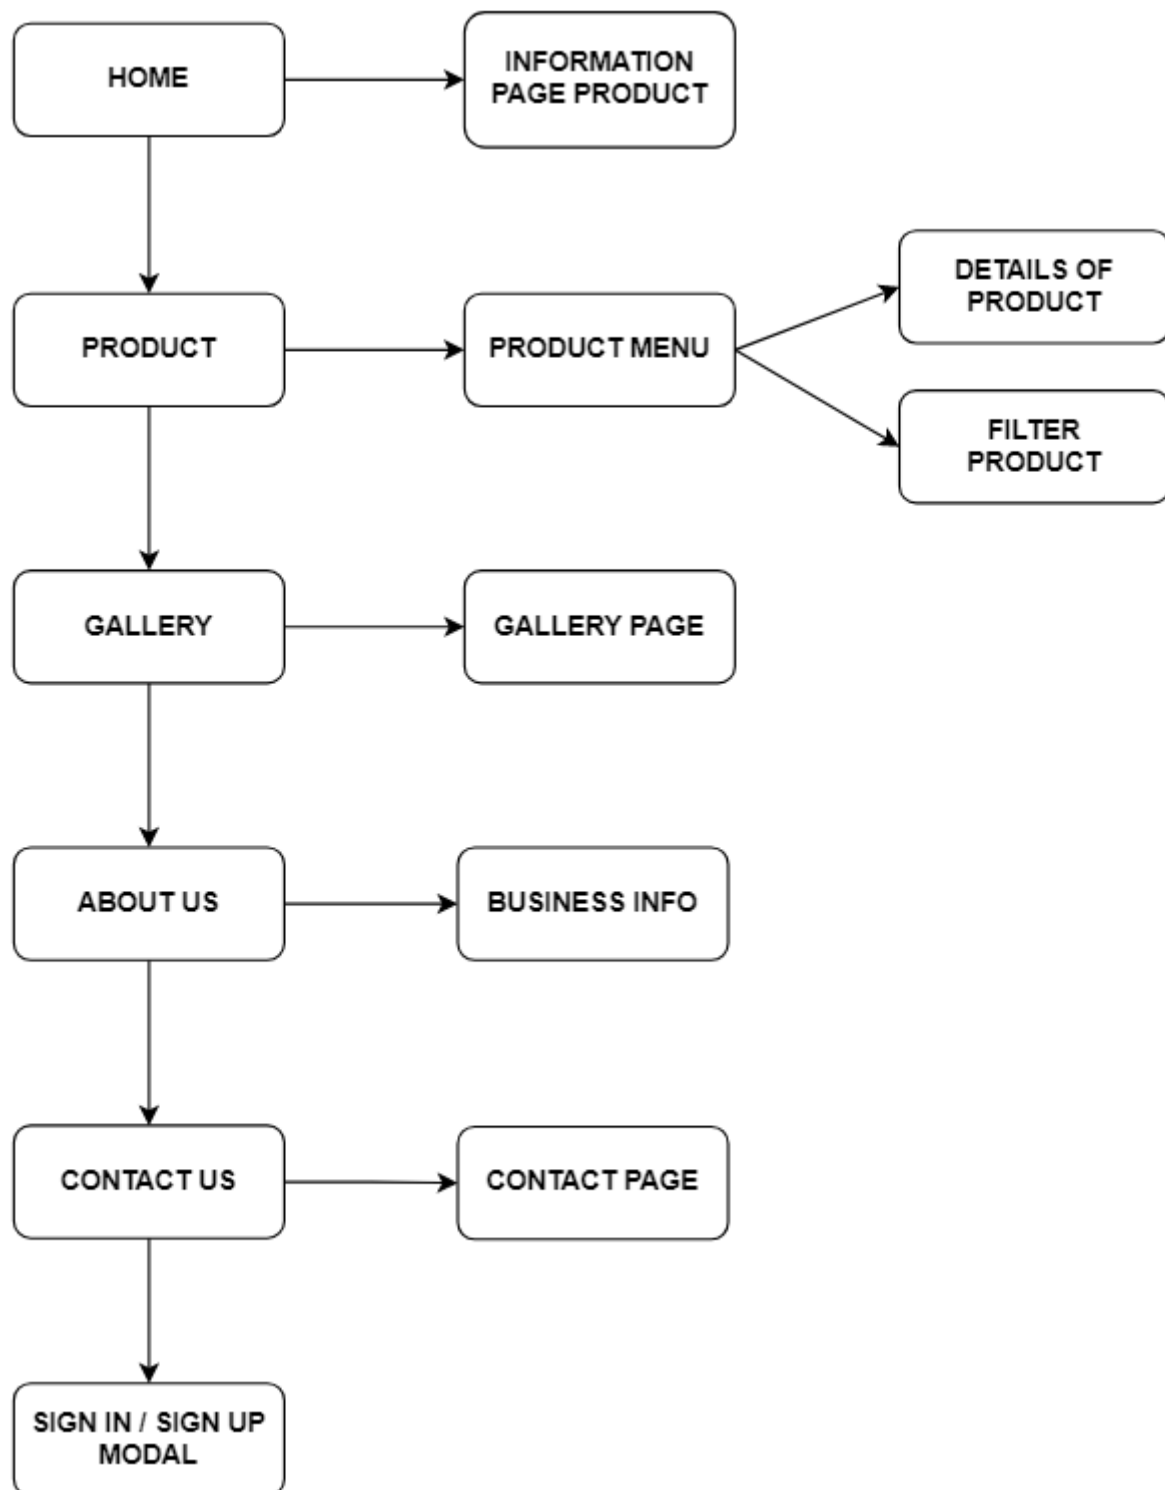 HOME
INFORMATION
PAGE PRODUCT
PRODUCT
PRODUCT MENU
DETAILS OF
PRODUCT
FILTER
PRODUCT
GALLERY
GALLERY PAGE
ABOUT US
BUSINESS INFO
CONTACT US
CONTACT PAGE
SIGN IN / SIGN UP
MODAL